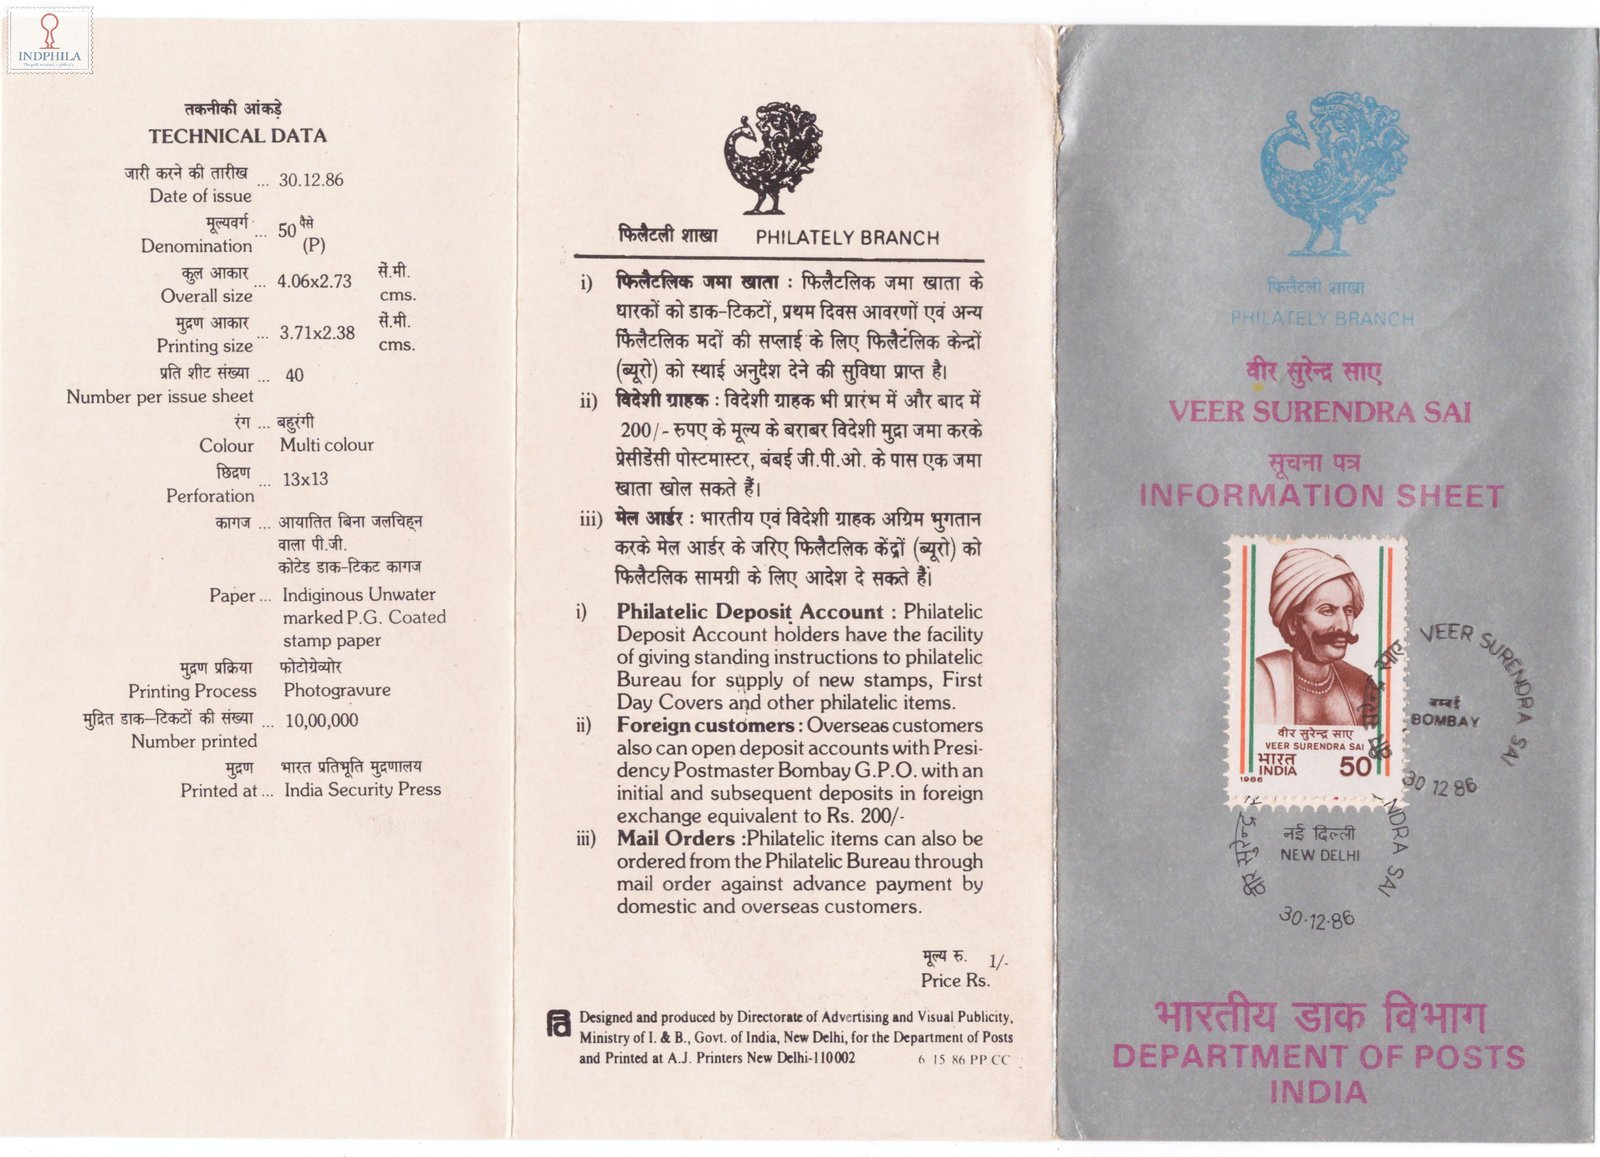 INDPHILA
तकनीकी आंकड़े
TECHNICAL DATA
जारी करने की तारीख ... 30.12.86
Date of issue
मूल्यवर्ग ... 50 पैसे
Denomination (P)
कुल आकार ... 4.06x2.73 सें.मी.
Overall size cms.
मुद्रण आकार ... 3.71x2.38 सें.मी.
Printing size cms.
प्रति शीट संख्या ... 40
Number per issue sheet
रंग ... बहुरंगी
Colour Multi colour
छिद्रण ... 13x13
Perforation
कागज ... आयातित बिना जलचिह्न
वाला पी.जी.
कोटेड डाक-टिकट कागज
Paper ... Indiginous Unwater
marked P.G. Coated
stamp paper
मुद्रण प्रक्रिया फोटोग्रेव्योर
Printing Process Photogravure
मुद्रित डाक-टिकटों की संख्या ... 10,00,000
Number printed
मुद्रण भारत प्रतिभूति मुद्रणालय
Printed at ... India Security Press
फिलैटली शाखा PHILATELY BRANCH
i) फिलैटलिक जमा खाता : फिलैटलिक जमा खाता के
धारकों को डाक-टिकटों, प्रथम दिवस आवरणों एवं अन्य
फिलैटलिक मदों की सप्लाई के लिए फिलैटलिक केन्द्रों
(ब्यूरो) को स्थाई अनुदेश देने की सुविधा प्राप्त है।
ii) विदेशी ग्राहक : विदेशी ग्राहक भी प्रारंभ में और बाद में
200/- रुपए के मूल्य के बराबर विदेशी मुद्रा जमा करके
प्रेसीडेंसी पोस्टमास्टर, बंबई जी.पी.ओ. के पास एक जमा
खाता खोल सकते हैं।
iii) मेल आर्डर : भारतीय एवं विदेशी ग्राहक अग्रिम भुगतान
करके मेल आर्डर के जरिए फिलैटलिक केंद्रों (ब्यूरो) को
फिलैटलिक सामग्री के लिए आदेश दे सकते हैं।
i) Philatelic Deposit Account : Philatelic
Deposit Account holders have the facility
of giving standing instructions to philatelic
Bureau for supply of new stamps, First
Day Covers and other philatelic items.
ii) Foreign customers : Overseas customers
also can open deposit accounts with Presi-
dency Postmaster Bombay G.P.O. with an
initial and subsequent deposits in foreign
exchange equivalent to Rs. 200/-
iii) Mail Orders :Philatelic items can also be
ordered from the Philatelic Bureau through
mail order against advance payment by
domestic and overseas customers.
मूल्य रु. 1/-
Price Rs.
Designed and produced by Directorate of Advertising and Visual Publicity,
Ministry of I. & B., Govt. of India, New Delhi, for the Department of Posts
and Printed at A.J. Printers New Delhi-110002 6 15 86 PP CC
फिलैटली शाखा
PHILATELY BRANCH
वीर सुरेन्द्र साए
VEER SURENDRA SAI
सूचना पत्र
INFORMATION SHEET
वीर सुरेन्द्र साए
VEER SURENDRA SAI
भारत
INDIA 50
1986
वीर सुरेन्द्र साए VEER SURENDRA SAI
बम्बई
BOMBAY
30 12 86
वीर सुरेन्द्र NDRA SAI
नई दिल्ली
NEW DELHI
30.12.86
भारतीय डाक विभाग
DEPARTMENT OF POSTS
INDIA